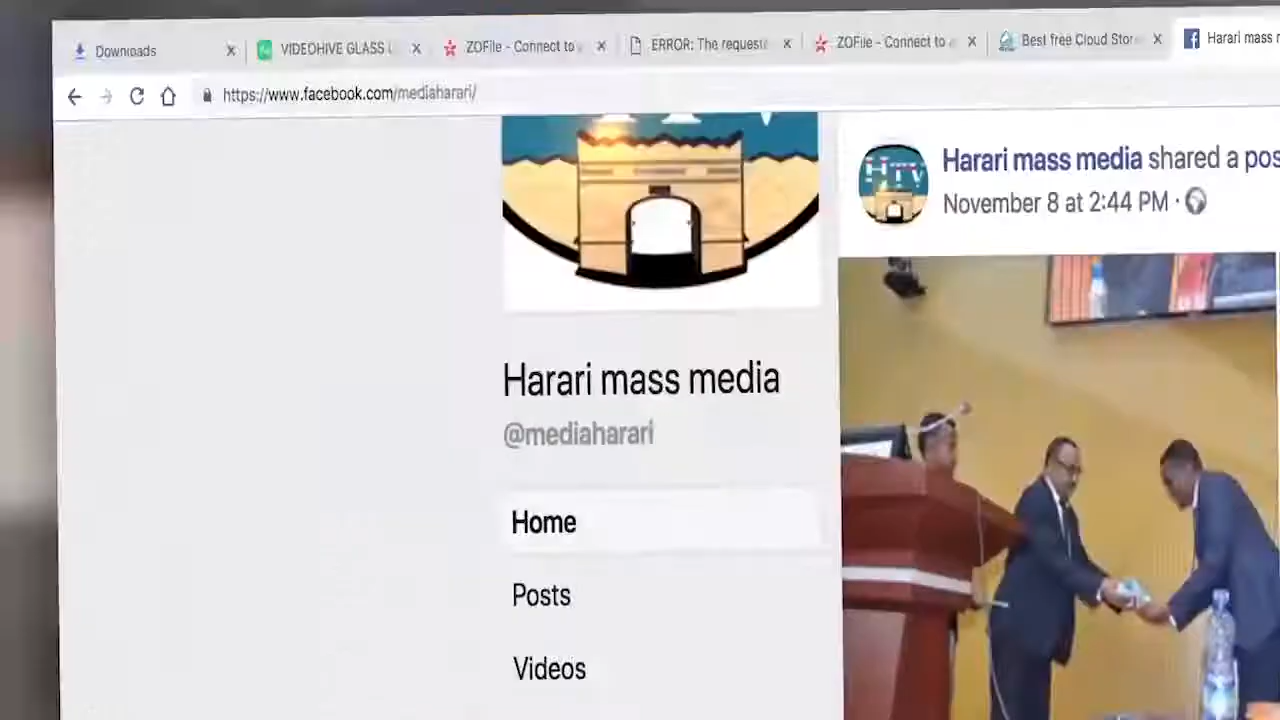 Downloads
VIDEOHIVE GLASS
ZOFile - Connect to
ERROR: The request
ZOFile - Connect to
Best free Cloud Stor
Harari mass
https://www.facebook.com/mediaharari/
Harari mass media shared a pos
HTV
November 8 at 2:44 PM ·
Harari mass media
@mediaharari
Home
Posts
Videos